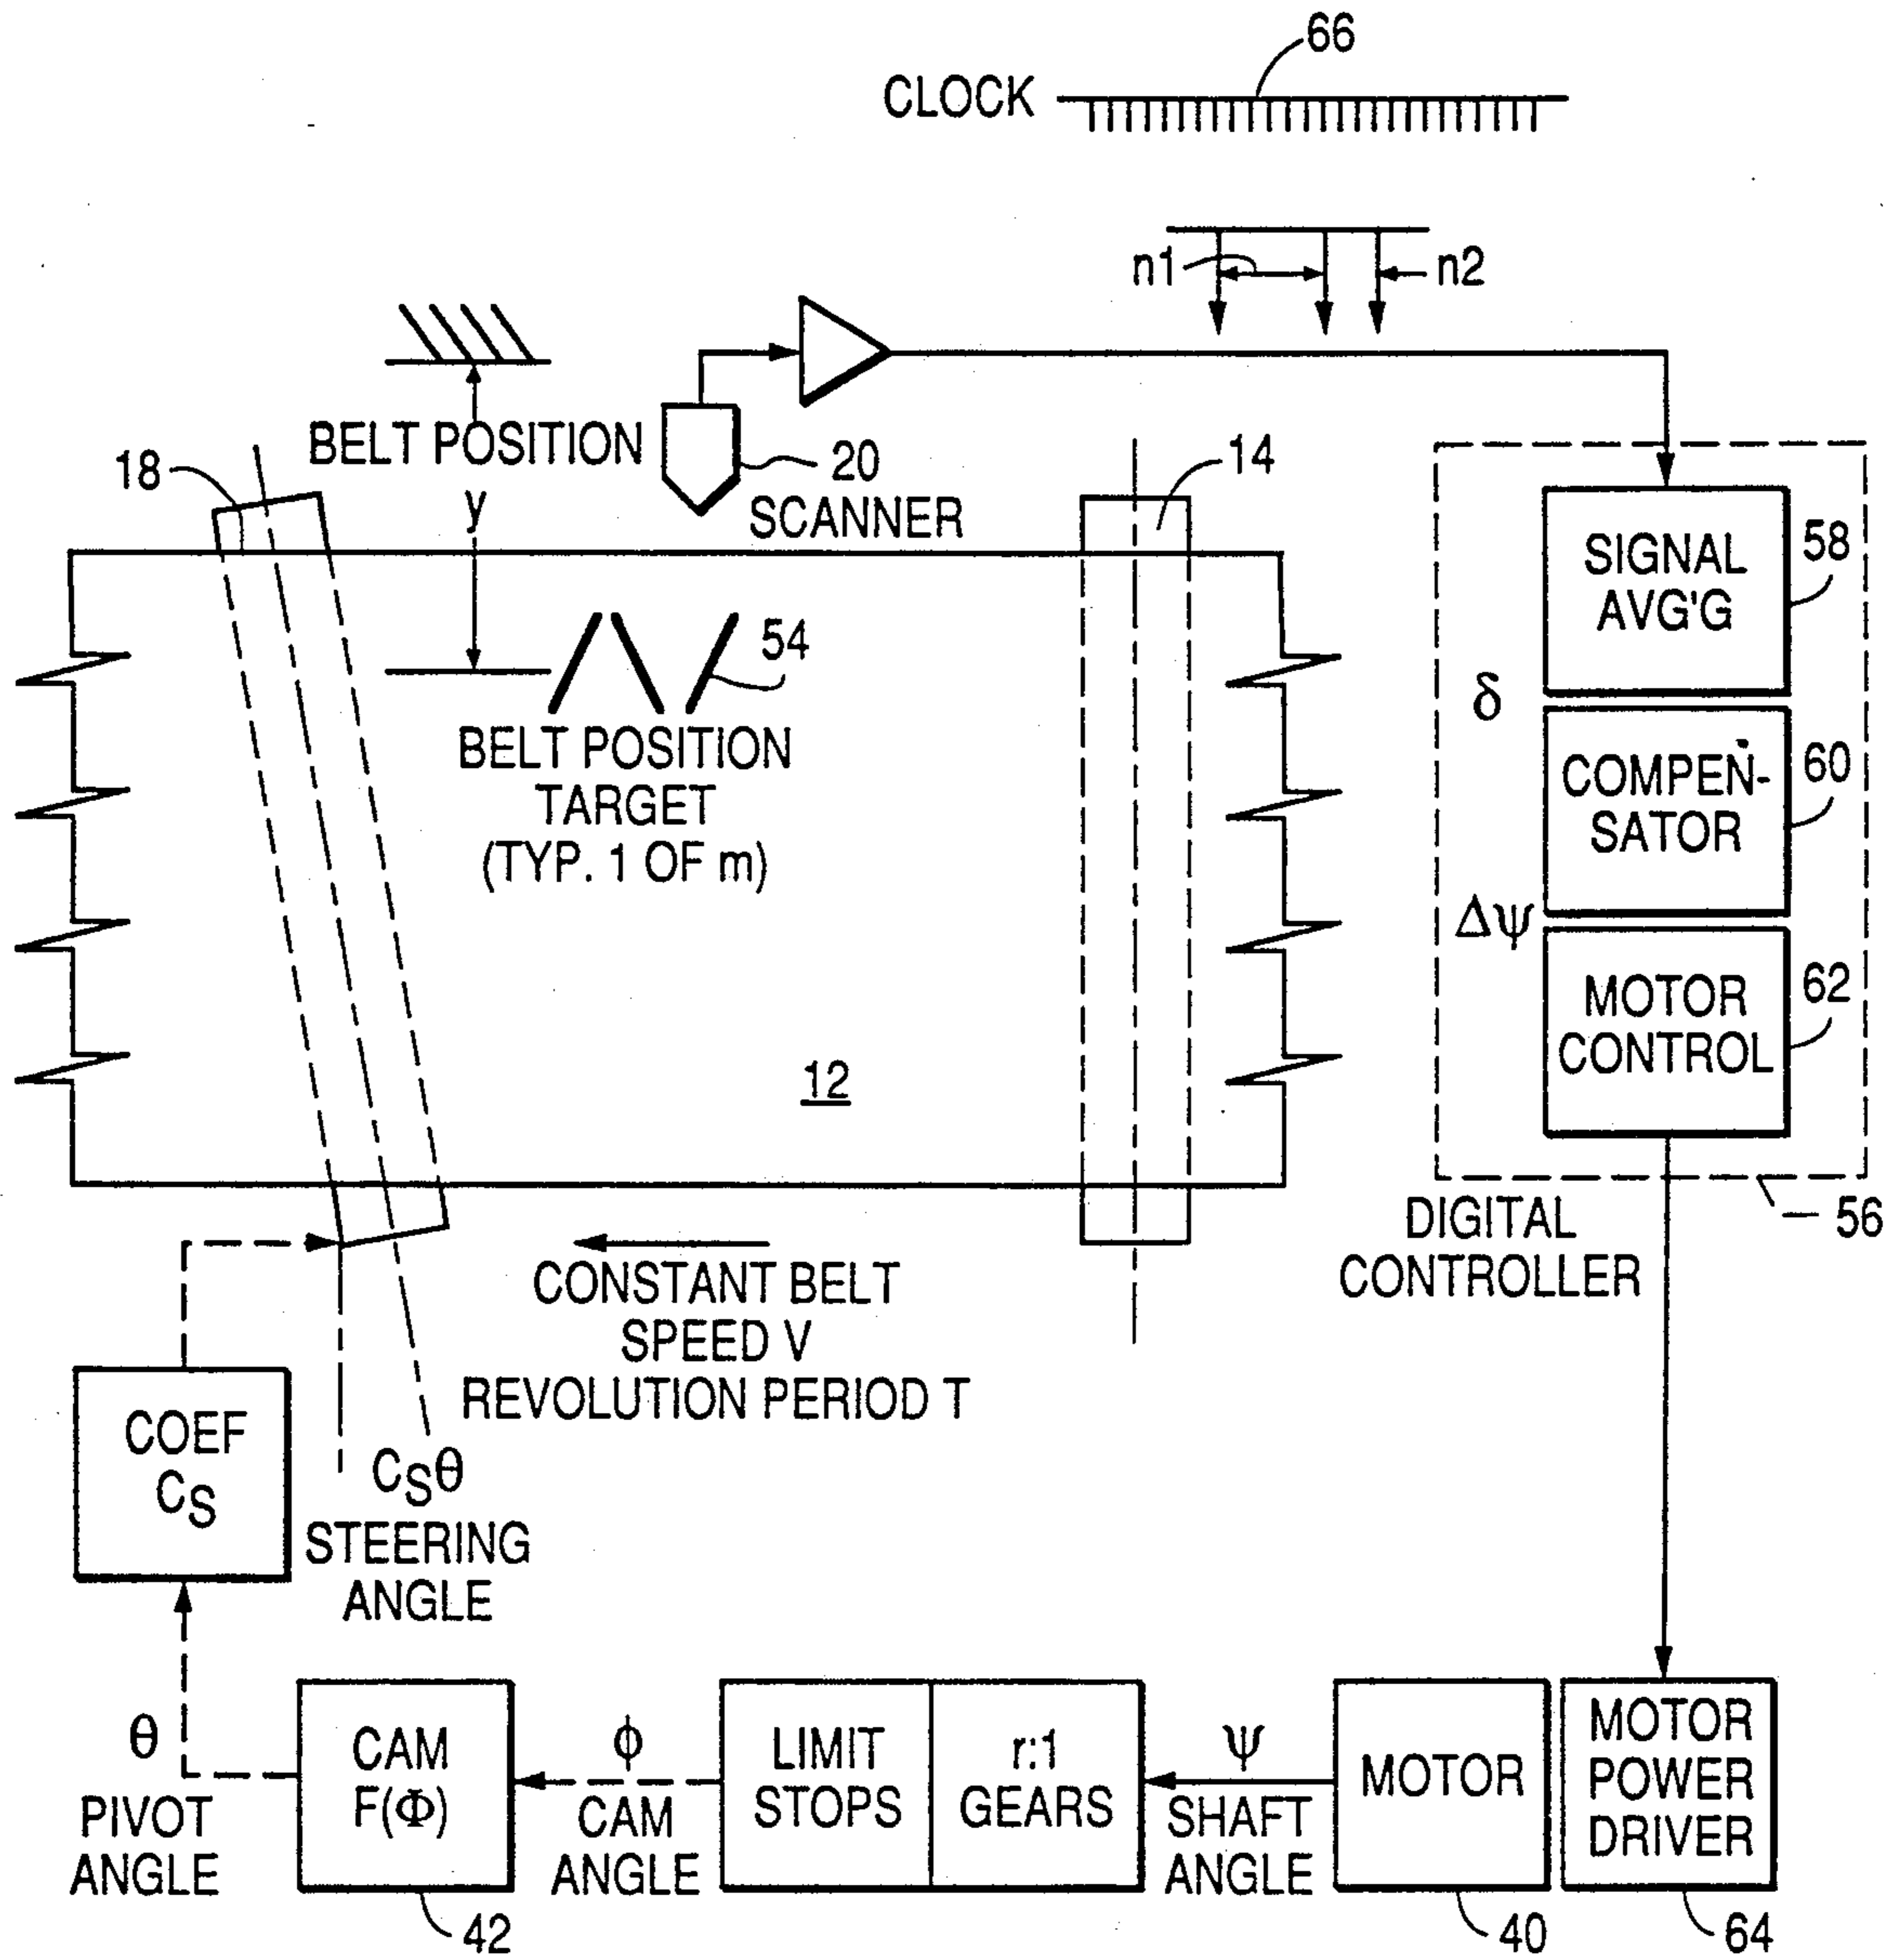 66
CLOCK
n1
n2
BELT POSITION
y
18
20
SCANNER
14
54
BELT POSITION
TARGET
(TYP. 1 OF m)
12
SIGNAL
AVG'G
58
δ
COMPEN-
SATOR
60
Δψ
MOTOR
CONTROL
62
56
DIGITAL
CONTROLLER
CONSTANT BELT
SPEED V
REVOLUTION PERIOD T
COEF
CS
CSθ
STEERING
ANGLE
θ
PIVOT
ANGLE
CAM
F(Φ)
42
ϕ
CAM
ANGLE
LIMIT
STOPS
r:1
GEARS
ψ
SHAFT
ANGLE
MOTOR
40
MOTOR
POWER
DRIVER
64